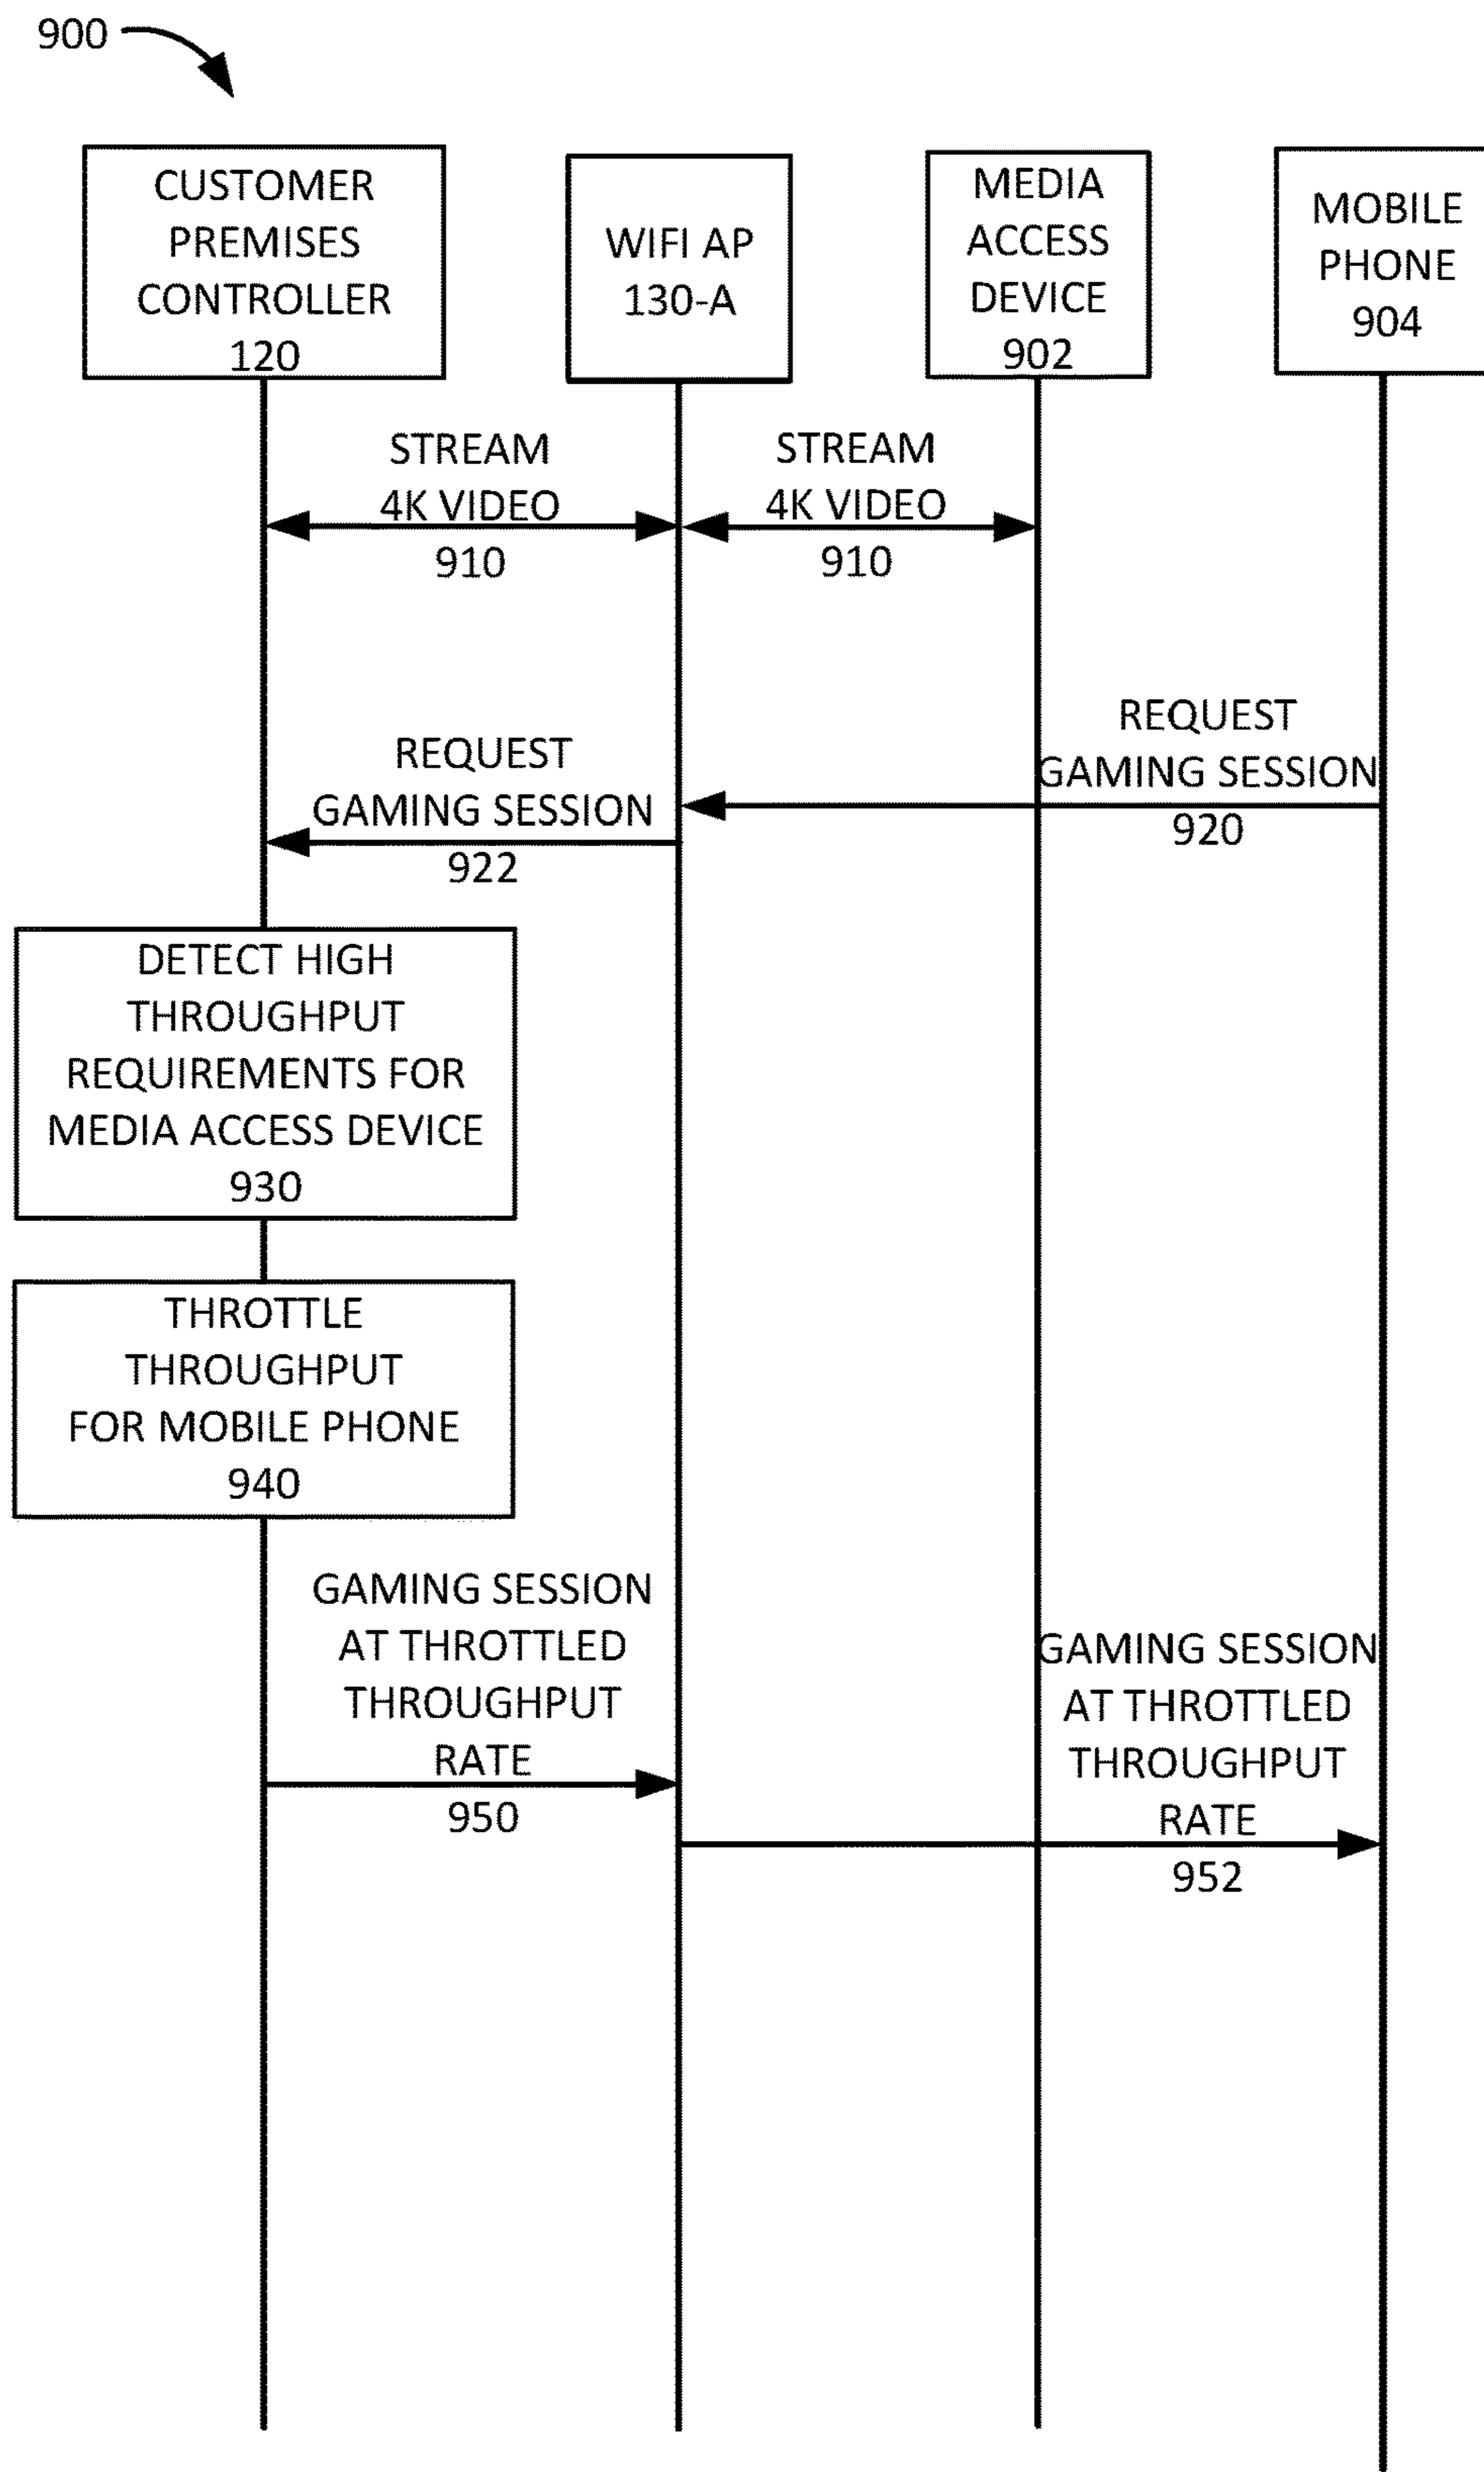 900
CUSTOMER
PREMISES
CONTROLLER
120
WIFI AP
130-A
MEDIA
ACCESS
DEVICE
902
MOBILE
PHONE
904
STREAM
4K VIDEO
910
STREAM
4K VIDEO
910
REQUEST
GAMING SESSION
920
REQUEST
GAMING SESSION
922
DETECT HIGH
THROUGHPUT
REQUIREMENTS FOR
MEDIA ACCESS DEVICE
930
THROTTLE
THROUGHPUT
FOR MOBILE PHONE
940
GAMING SESSION
AT THROTTLED
THROUGHPUT
RATE
950
GAMING SESSION
AT THROTTLED
THROUGHPUT
RATE
952